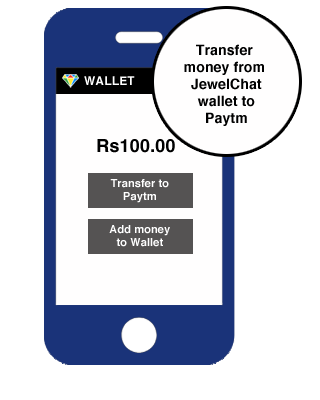 Transfer
money from
JewelChat
wallet to
Paytm
WALLET
Rs100.00
Transfer to
Paytm
Add money
to Wallet